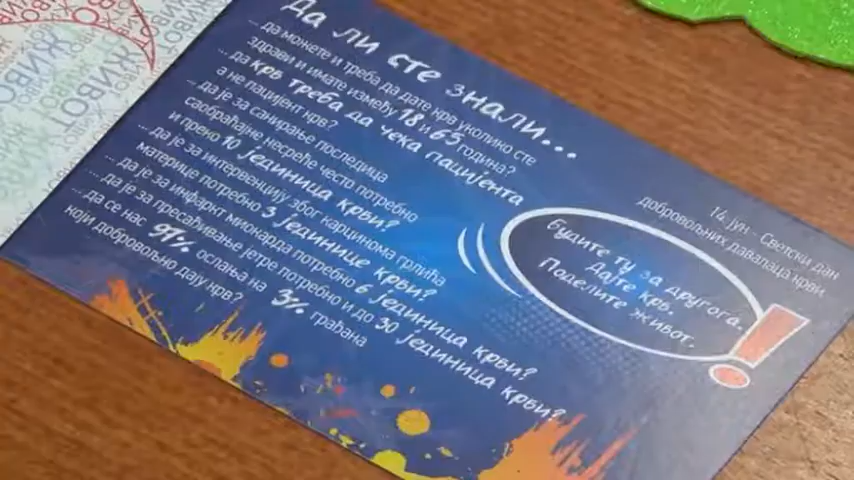 Да ли сте знали...
... да можете и треба да дате крв уколико сте
здрави и имате између 18 и 65 година?
... да крв треба да чека пацијента
а не пацијент крв?
... да је за санирање последица
саобраћајне несреће често потребно
и преко 10 јединица крви?
... да је за интервенцију због карцинома грлића
материце потребно 3 јединице крви?
... да је за инфаркт миокарда потребно 6 јединица крви?
... да је за пресађивање јетре потребно и до 30 јединица крви?
... да се нас 97% ослања на 3% грађана
који добровољно дају крв?
14. јун - Светски дан
добровољних давалаца крви
Будите ту за другога.
Дајте крв.
Поделите живот.
ЖИВОТ
ЖИВОТ
ЖИВОТ